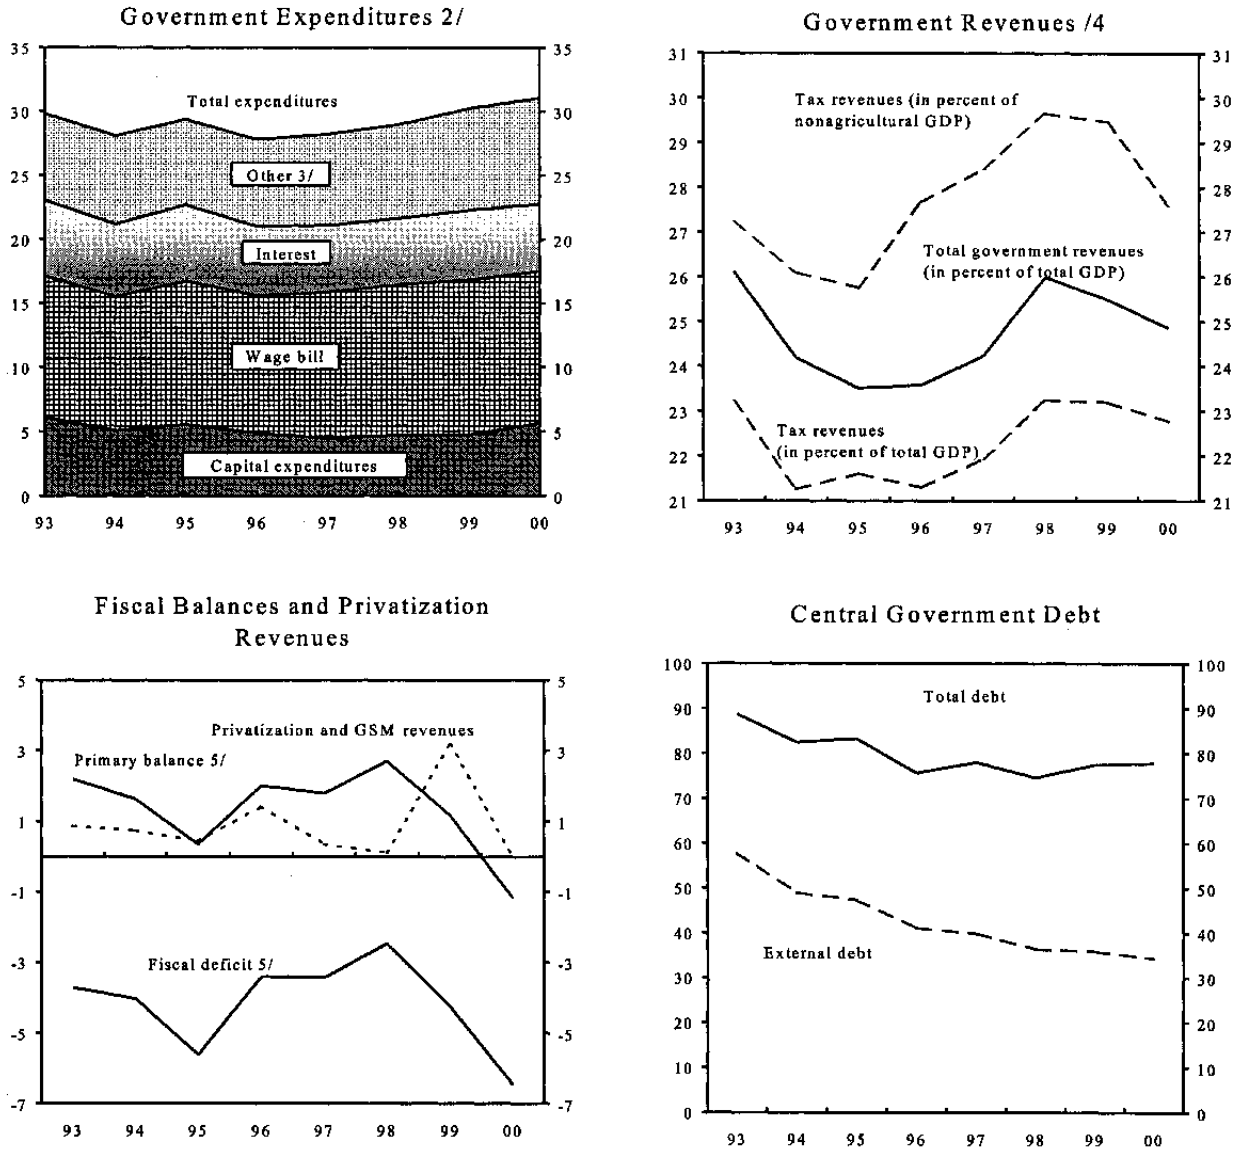 Government Expenditures 2/
35 35
30 30
25 25
20 20
15 15
10 10
5 5
0 0
Total expenditures
Other 3/
Interest
Wage bill
Capital expenditures
93 94 95 96 97 98 99 00
Government Revenues /4
31 31
30 30
29 29
28 28
27 27
26 26
25 25
24 24
23 23
22 22
21 21
Tax revenues (in percent of
nonagricultural GDP)
Total government revenues
(in percent of total GDP)
Tax revenues
(in percent of total GDP)
93 94 95 96 97 98 99 00
Fiscal Balances and Privatization
Revenues
5 5
3 3
1 1
-1 -1
-3 -3
-5 -5
-7 -7
Privatization and GSM revenues
Primary balance 5/
Fiscal deficit 5/
93 94 95 96 97 98 99 00
Central Government Debt
100 100
90 90
80 80
70 70
60 60
50 50
40 40
30 30
20 20
10 10
0 0
Total debt
External debt
93 94 95 96 97 98 99 00